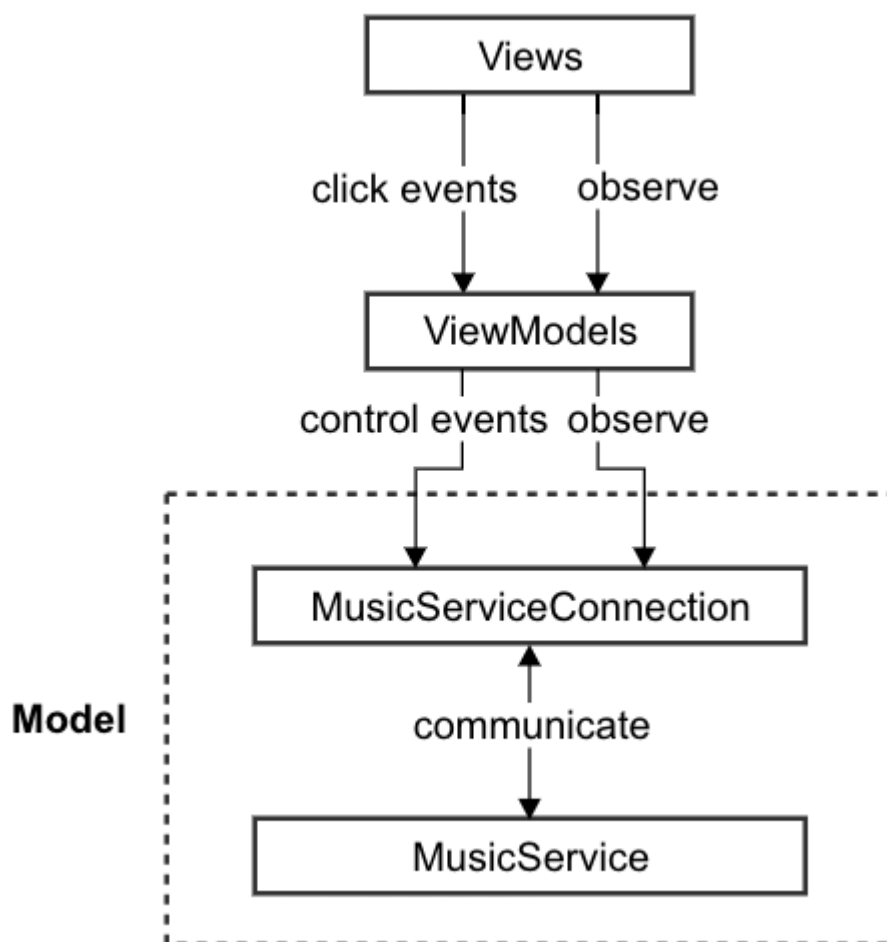 Views
click events
observe
ViewModels
control events
observe
MusicServiceConnection
Model
communicate
MusicService